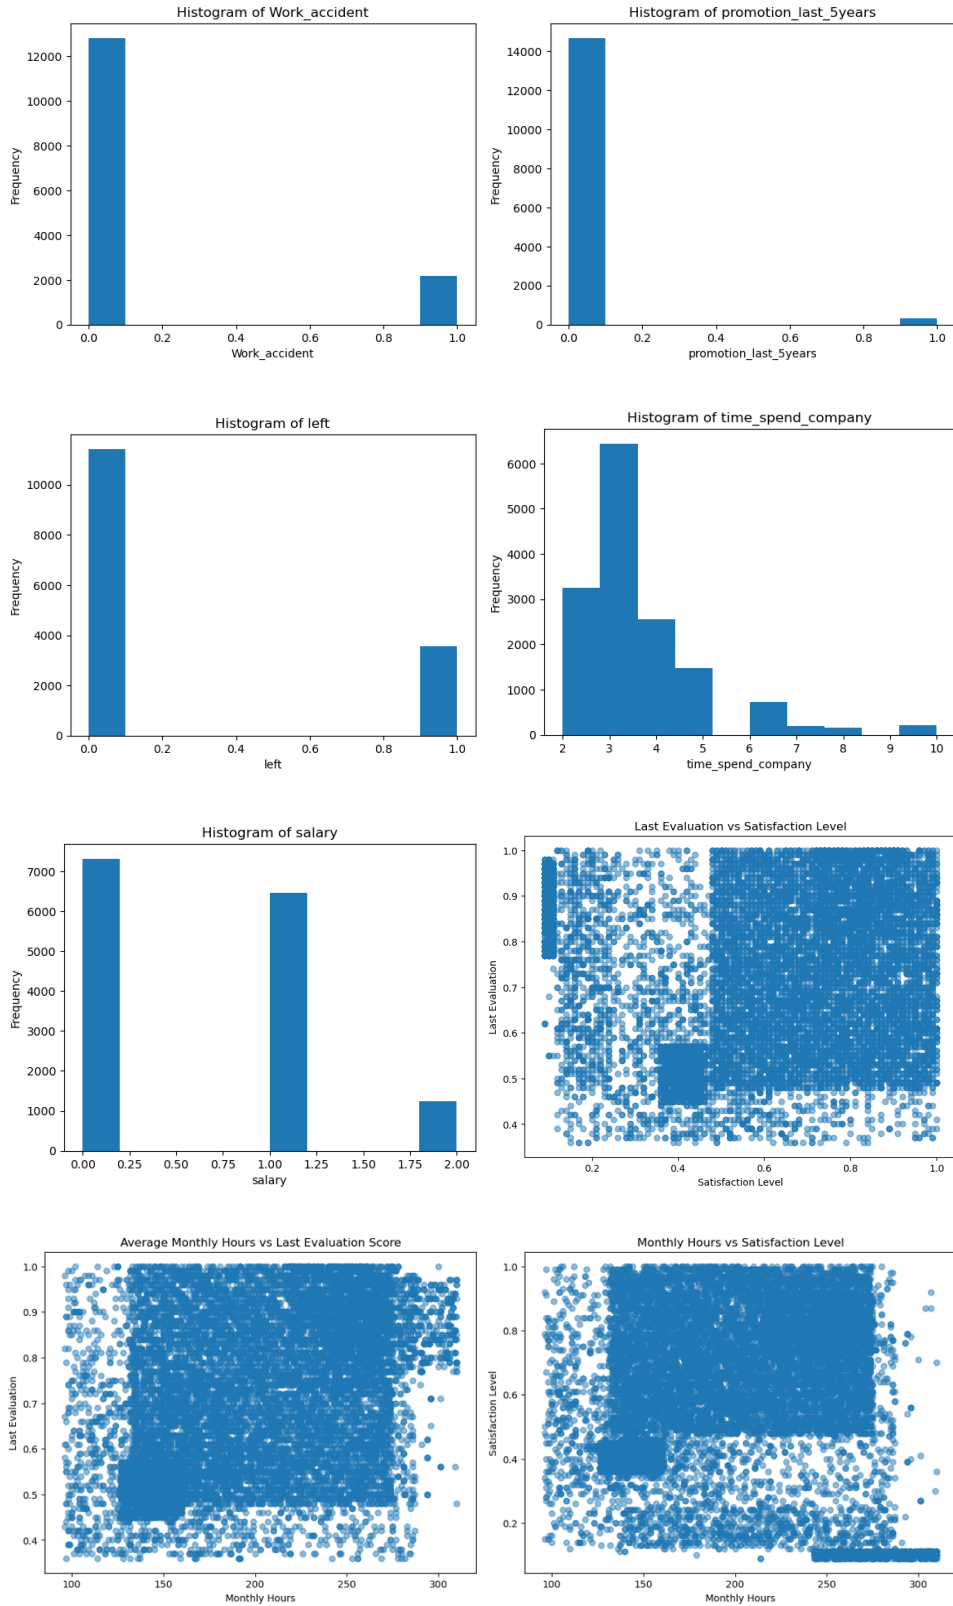 Histogram of Work_accident
Frequency
12000
10000
8000
6000
4000
2000
0
0.0 0.2 0.4 0.6 0.8 1.0
Work_accident
Histogram of promotion_last_5years
Frequency
14000
12000
10000
8000
6000
4000
2000
0
0.0 0.2 0.4 0.6 0.8 1.0
promotion_last_5years
Histogram of left
Frequency
10000
8000
6000
4000
2000
0
0.0 0.2 0.4 0.6 0.8 1.0
left
Histogram of time_spend_company
Frequency
6000
5000
4000
3000
2000
1000
0
2 3 4 5 6 7 8 9 10
time_spend_company
Histogram of salary
Frequency
7000
6000
5000
4000
3000
2000
1000
0
0.00 0.25 0.50 0.75 1.00 1.25 1.50 1.75 2.00
salary
Last Evaluation vs Satisfaction Level
Last Evaluation
1.0
0.9
0.8
0.7
0.6
0.5
0.4
0.2 0.4 0.6 0.8 1.0
Satisfaction Level
Average Monthly Hours vs Last Evaluation Score
Last Evaluation
1.0
0.9
0.8
0.7
0.6
0.5
0.4
100 150 200 250 300
Monthly Hours
Monthly Hours vs Satisfaction Level
Satisfaction Level
1.0
0.8
0.6
0.4
0.2
100 150 200 250 300
Monthly Hours